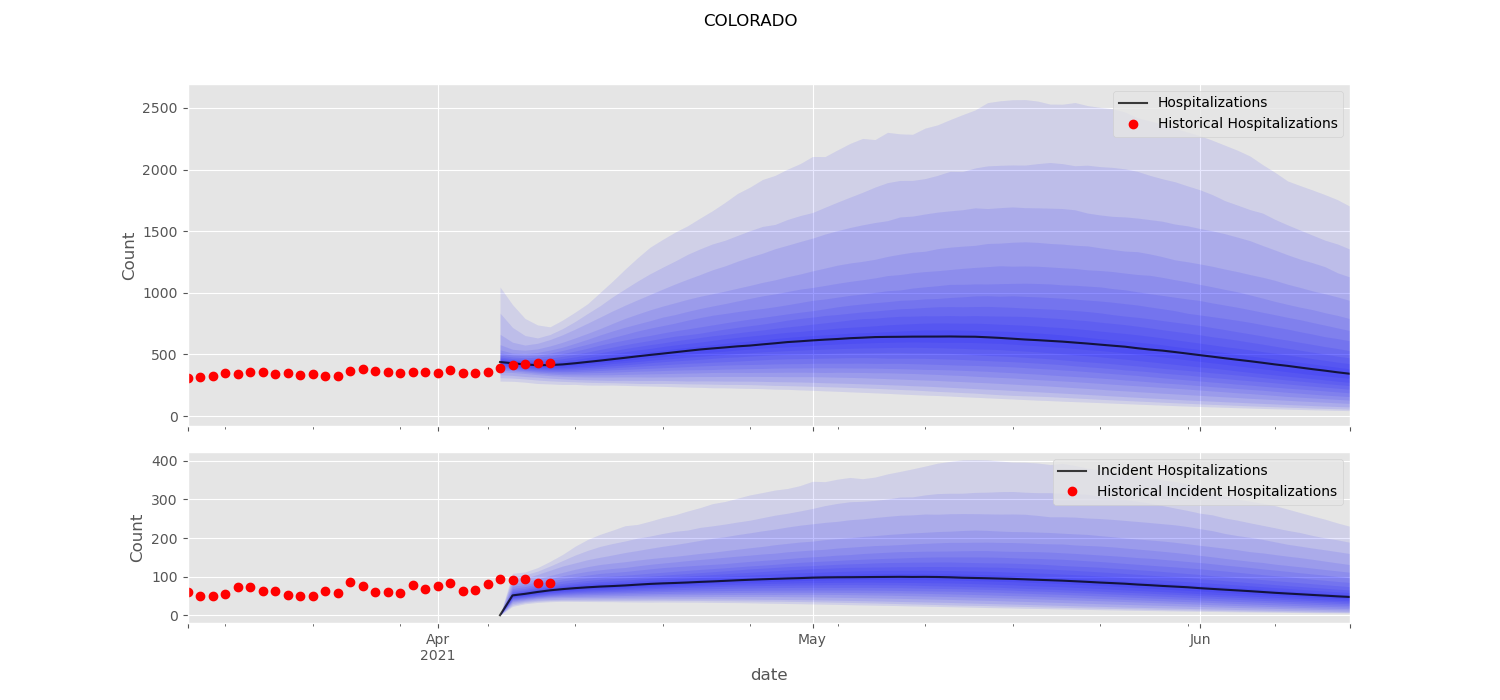 COLORADO
2500
2000
1500
1000
500
0
Count
Hospitalizations
Historical Hospitalizations
400
300
200
100
0
Count
Incident Hospitalizations
Historical Incident Hospitalizations
Apr
2021
May
Jun
date